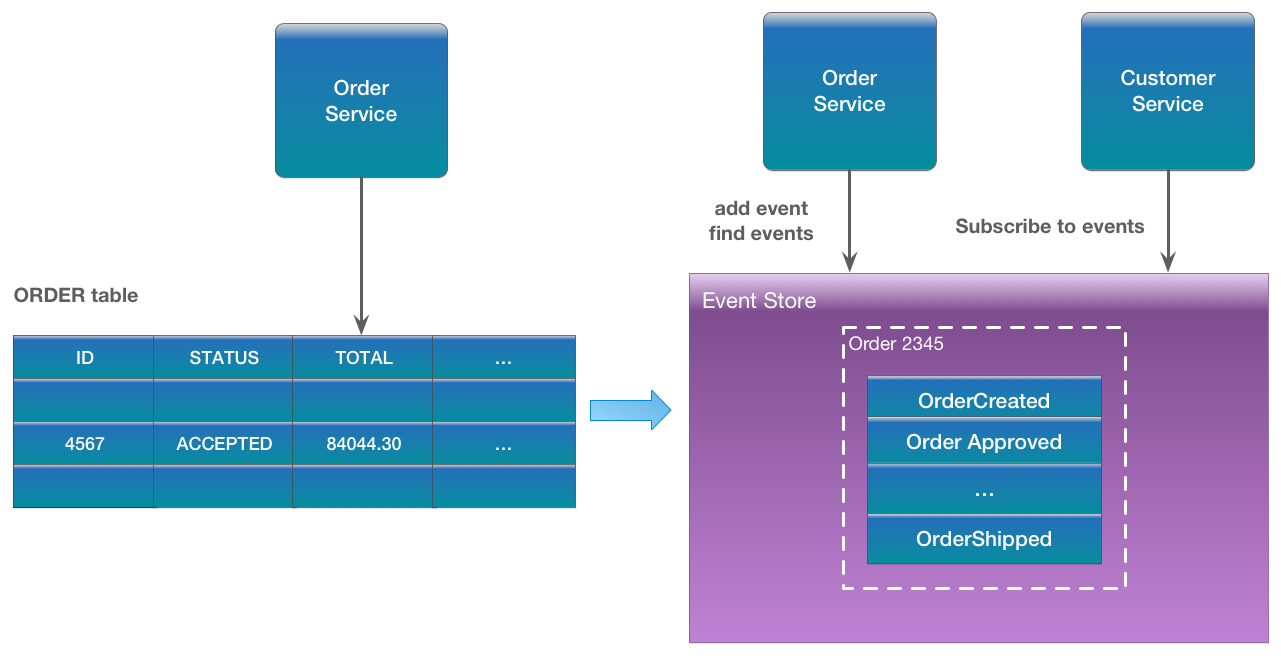 Order
Service
ORDER table
ID STATUS TOTAL ...
4567 ACCEPTED 84044.30 ...
Order
Service
Customer
Service
add event
find events
Subscribe to events
Event Store
Order 2345
OrderCreated
Order Approved
...
OrderShipped